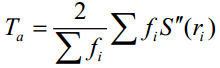 T_a = \frac{2}{\sum f_i} \sum f_i S''(r_i)